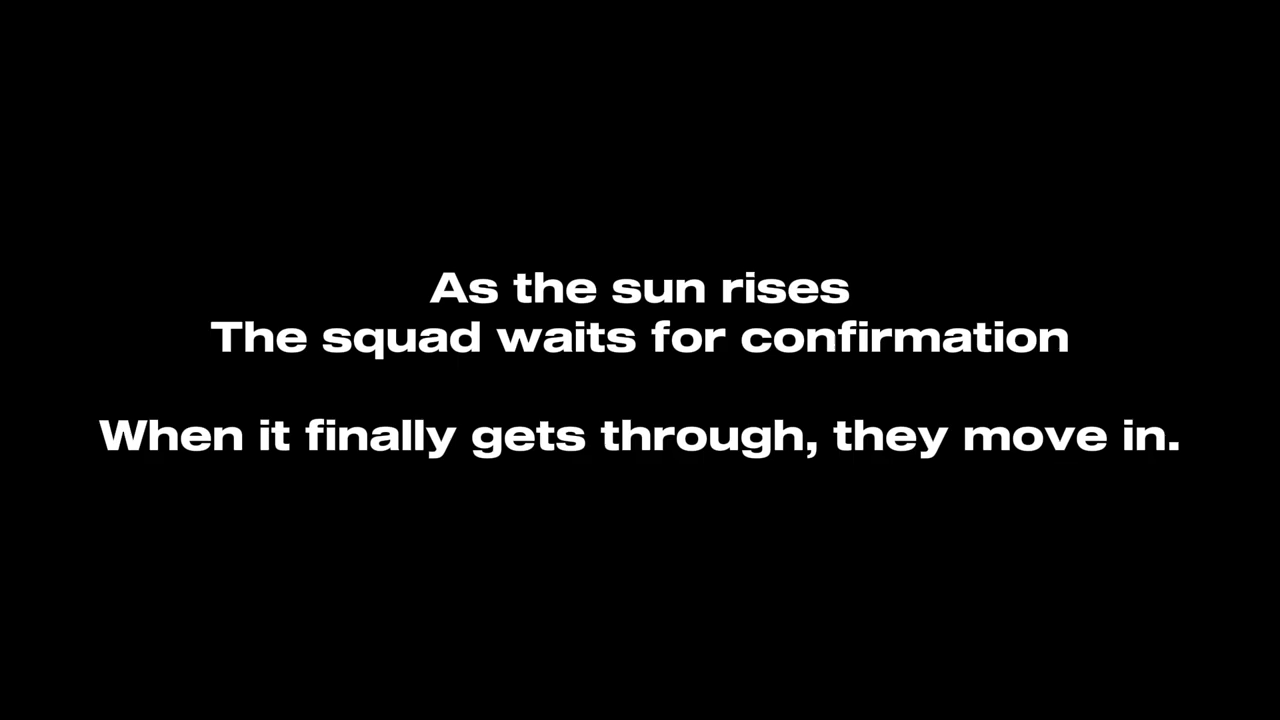 As the sun rises
The squad waits for confirmation
When it finally gets through, they move in.